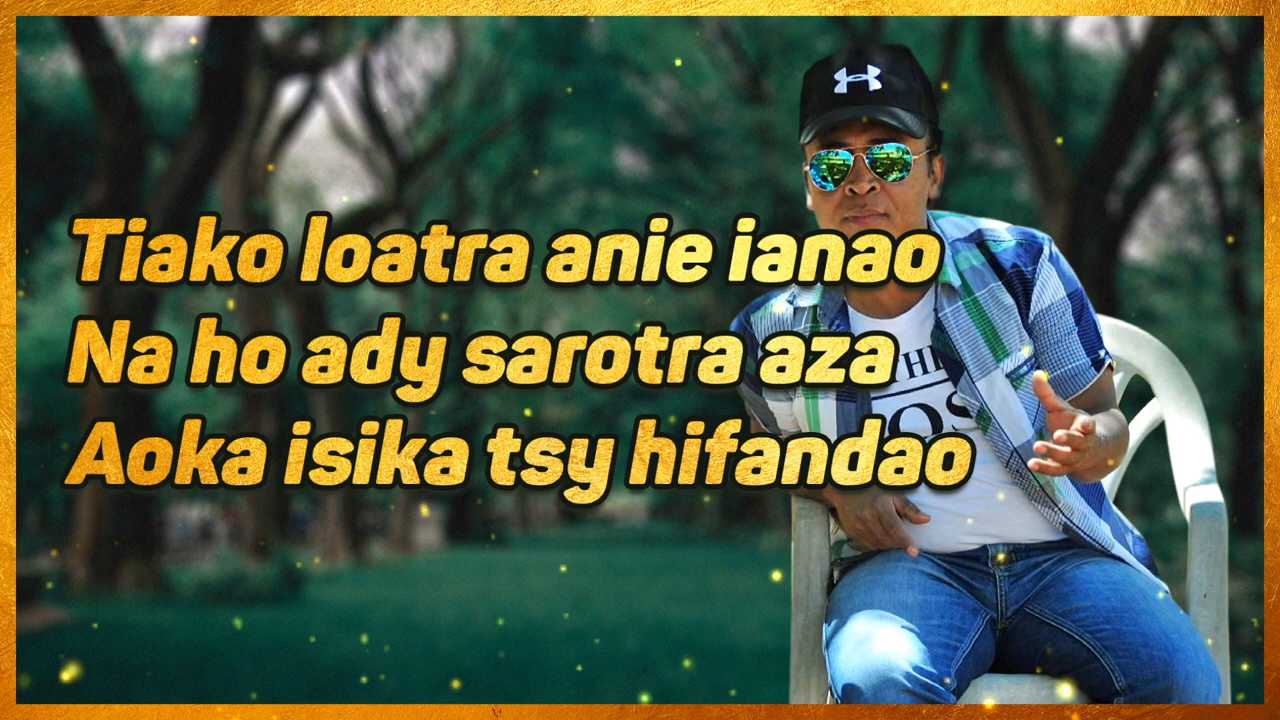 Tiako loatra anie ianao
Na ho ady sarotra aza
Aoka isika tsy hifandao